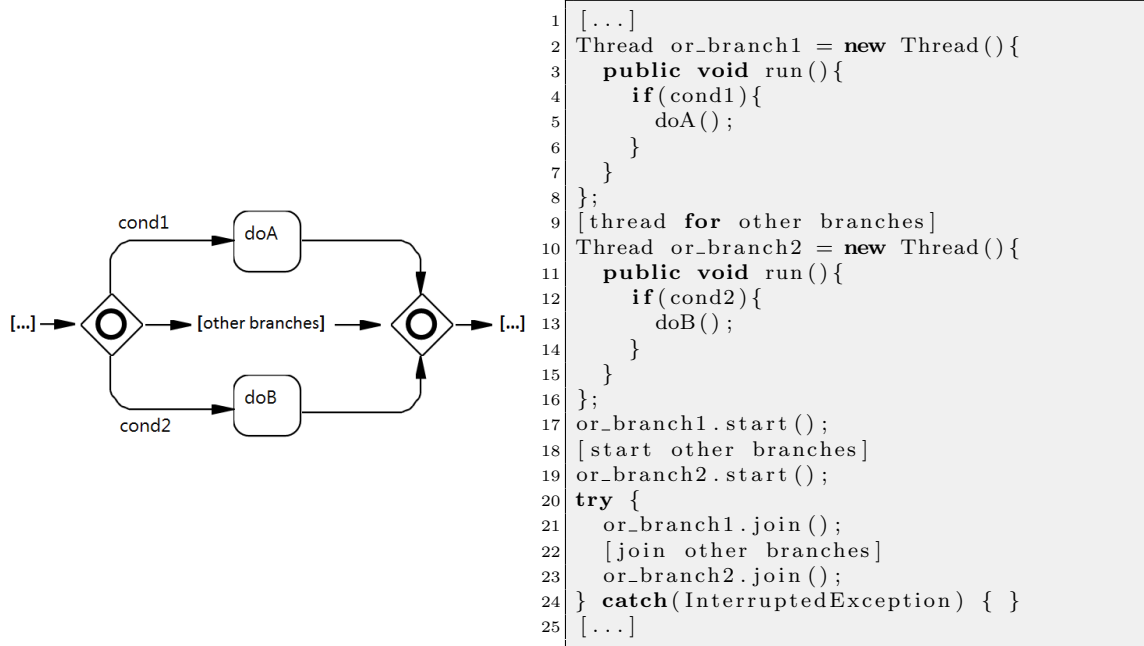 cond1
doA
[...]
[other branches]
[...]
doB
cond2
1 [...]
2 Thread or_branch1 = new Thread(){
3 public void run(){
4 if(cond1){
5 doA();
6 }
7 }
8 };
9 [thread for other branches]
10 Thread or_branch2 = new Thread(){
11 public void run(){
12 if(cond2){
13 doB();
14 }
15 }
16 };
17 or_branch1.start();
18 [start other branches]
19 or_branch2.start();
20 try {
21 or_branch1.join();
22 [join other branches]
23 or_branch2.join();
24 } catch(InterruptedException) { }
25 [...]